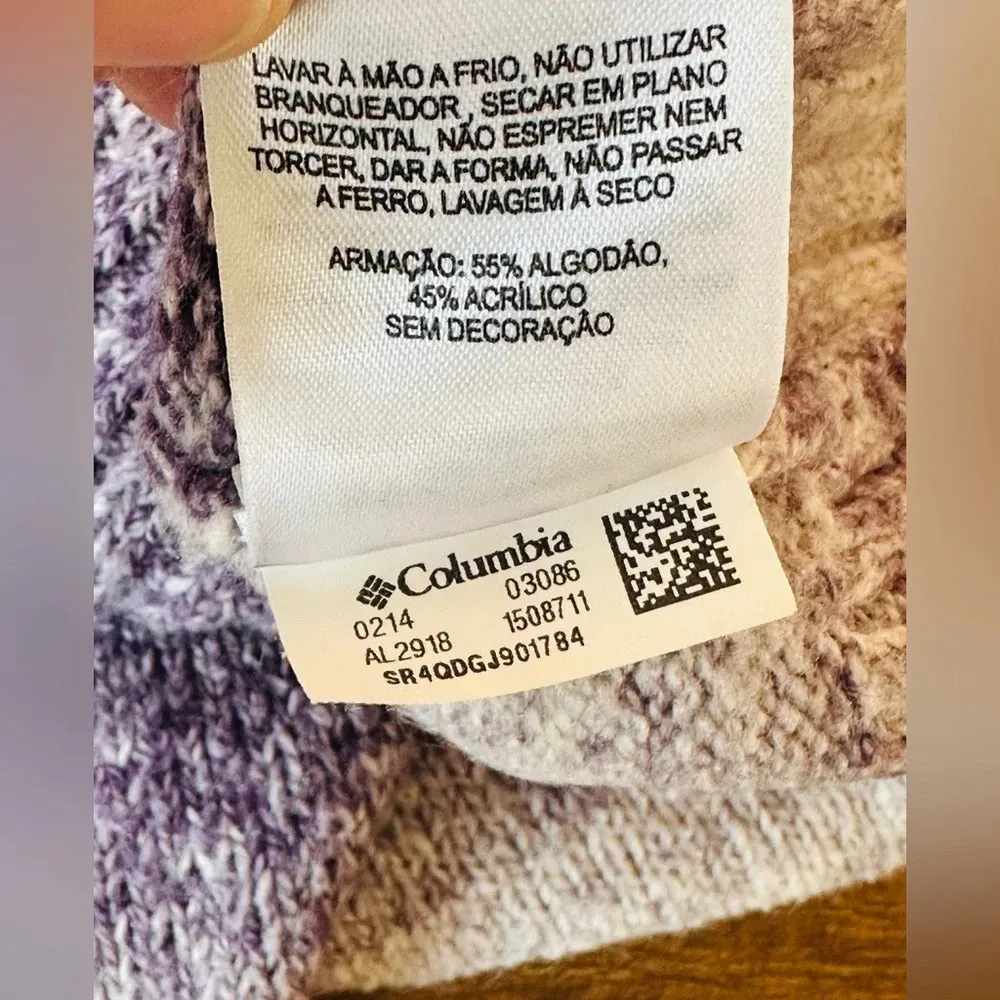 LAVAR À MÃO A FRIO, NÃO UTILIZAR
BRANQUEADOR, SECAR EM PLANO
HORIZONTAL, NÃO ESPREMER NEM
TORCER, DAR A FORMA, NÃO PASSAR
A FERRO, LAVAGEM À SECO
ARMAÇÃO: 55% ALGODÃO,
45% ACRÍLICO
SEM DECORAÇÃO
Columbia
0214 03086
AL2918 1508711
SR4QDGJ901784